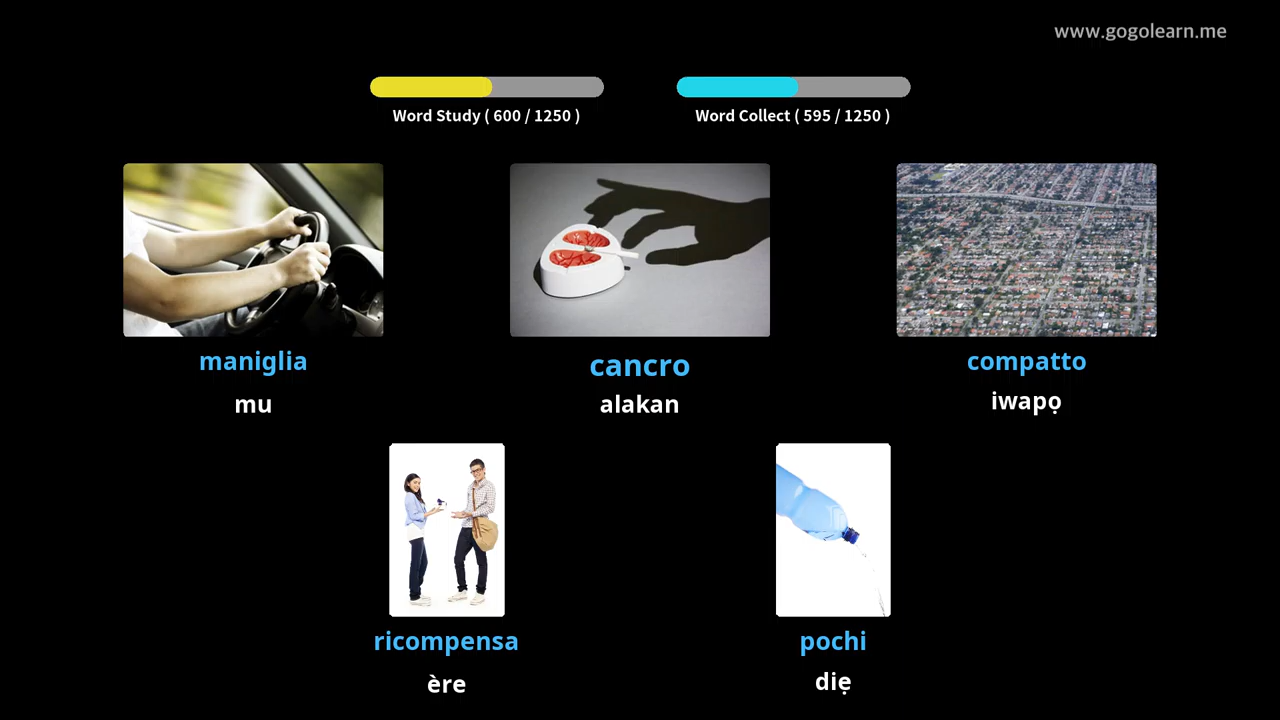 www.gogolearn.me
Word Study ( 600 / 1250 )
Word Collect ( 595 / 1250 )
maniglia
mu
cancro
alakan
compatto
iwapọ
ricompensa
ère
pochi
diẹ